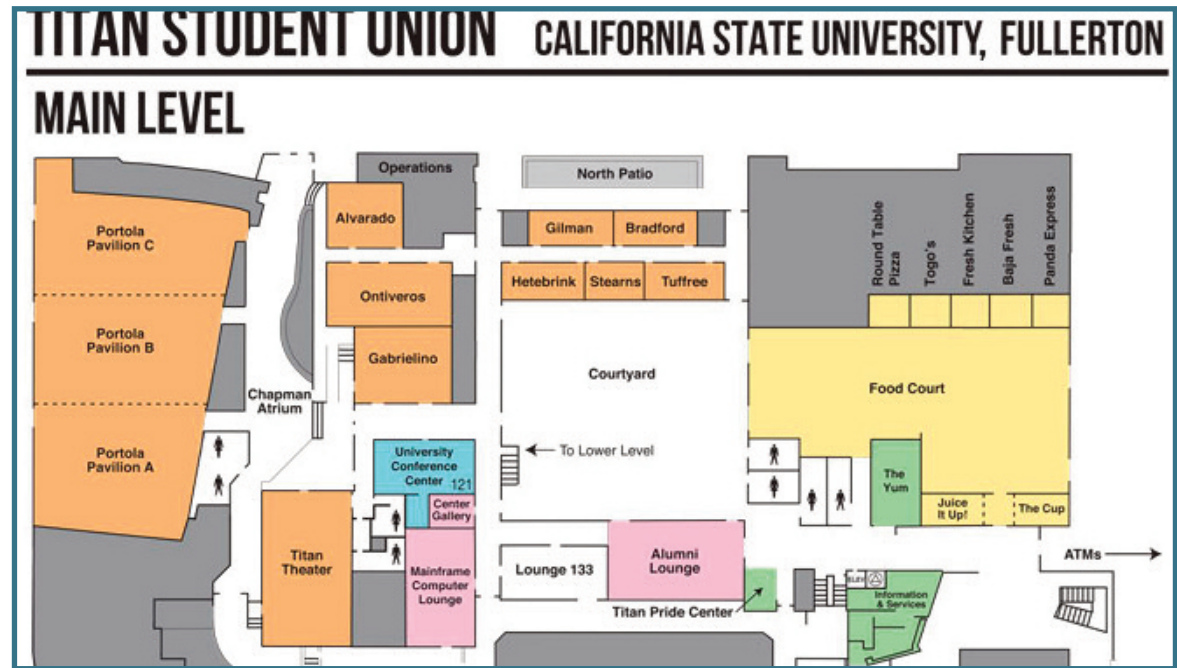 TITAN STUDENT UNION CALIFORNIA STATE UNIVERSITY, FULLERTON
MAIN LEVEL
Operations
North Patio
Alvarado
Gilman
Bradford
Portola
Pavilion C
Round Table
Pizza
Togo's
Fresh Kitchen
Baja Fresh
Panda Express
Hetebrink
Stearns
Tuffree
Ontiveros
Portola
Pavilion B
Gabrielino
Courtyard
Food Court
Chapman
Atrium
Portola
Pavilion A
University
Conference
Center 121
To Lower Level
The
Yum
Center
Gallery
Juice
It Up!
The Cup
Titan
Theater
Mainframe
Computer
Lounge
Lounge 133
Alumni
Lounge
ATMs
Titan Pride Center
ELEV
Information
& Services